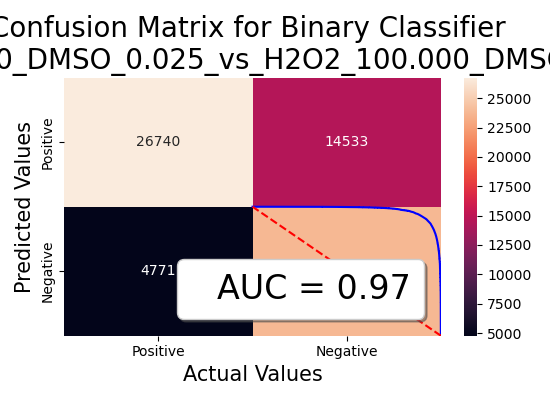 Confusion Matrix for Binary Classifier
0_DMSO_0.025_vs_H2O2_100.000_DMSO
Predicted Values
Positive
Negative
26740
14533
4771
AUC = 0.97
Positive
Negative
Actual Values
25000
22500
20000
17500
15000
12500
10000
7500
5000